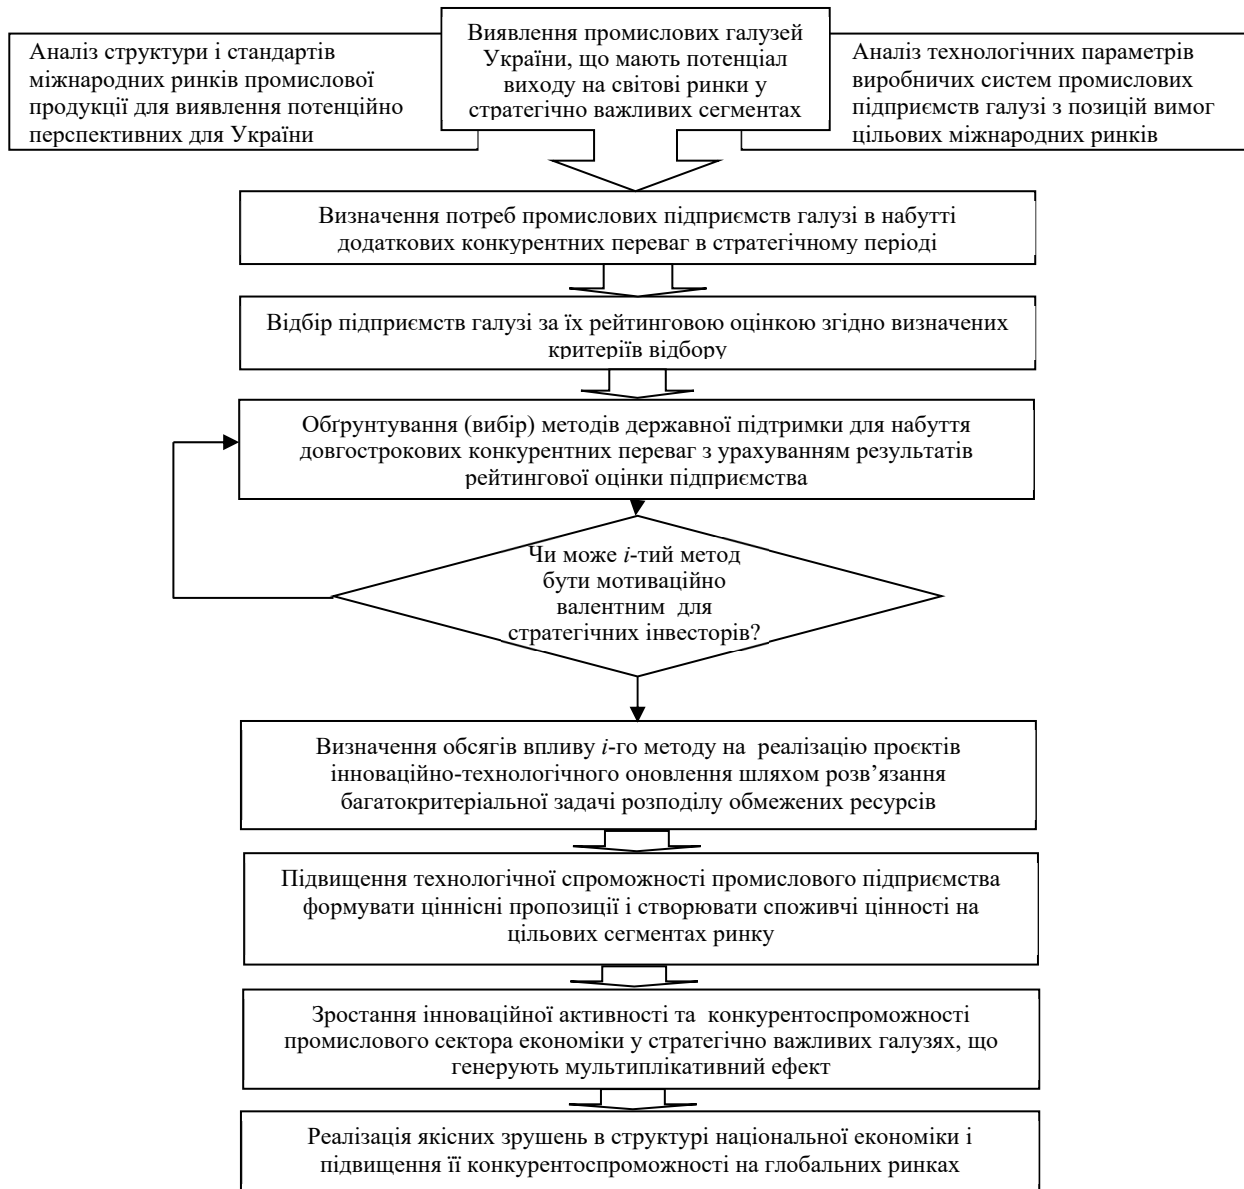 Аналіз структури і стандартів
міжнародних ринків промислової
продукції для виявлення потенційно
перспективних для України
Виявлення промислових галузей
України, що мають потенціал
виходу на світові ринки у
стратегічно важливих сегментах
Аналіз технологічних параметрів
виробничих систем промислових
підприємств галузі з позицій вимог
цільових міжнародних ринків
Визначення потреб промислових підприємств галузі в набутті
додаткових конкурентних переваг в стратегічному періоді
Відбір підприємств галузі за їх рейтинговою оцінкою згідно визначених
критеріїв відбору
Обґрунтування (вибір) методів державної підтримки для набуття
довгострокових конкурентних переваг з урахуванням результатів
рейтингової оцінки підприємства
Чи може і-тий метод
бути мотиваційно
валентним для
стратегічних інвесторів?
Визначення обсягів впливу і-го методу на реалізацію проєктів
інноваційно-технологічного оновлення шляхом розв’язання
багатокритеріальної задачі розподілу обмежених ресурсів
Підвищення технологічної спроможності промислового підприємства
формувати ціннісні пропозиції і створювати споживчі цінності на
цільових сегментах ринку
Зростання інноваційної активності та конкурентоспроможності
промислового сектора економіки у стратегічно важливих галузях, що
генерують мультиплікативний ефект
Реалізація якісних зрушень в структурі національної економіки і
підвищення її конкурентоспроможності на глобальних ринках